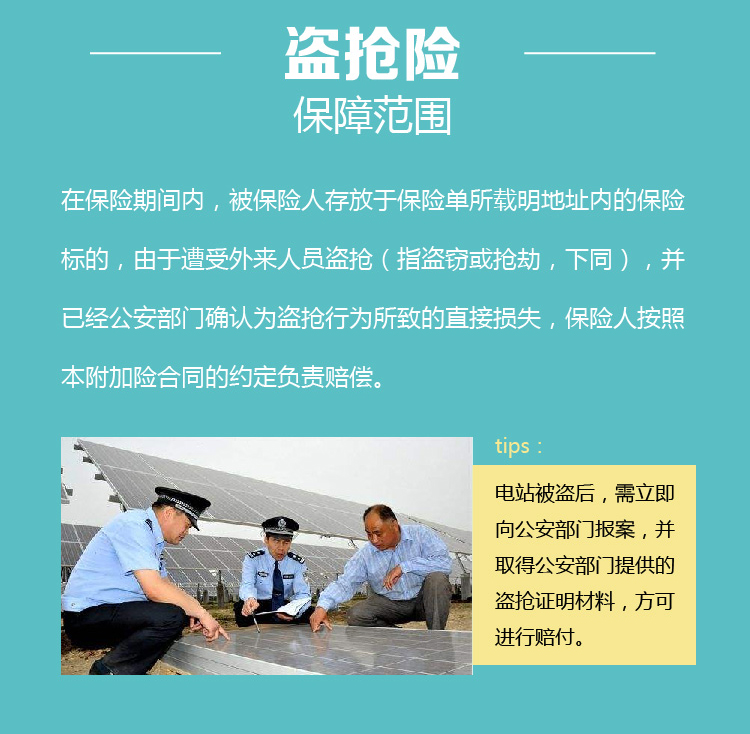 盗抢险
保障范围
在保险期间内，被保险人存放于保险单所载明地址内的保险
标的，由于遭受外来人员盗抢（指盗窃或抢劫，下同），并
已经公安部门确认为盗抢行为所致的直接损失，保险人按照
本附加险合同的约定负责赔偿。
tips：
电站被盗后，需立即
向公安部门报案，并
取得公安部门提供的
盗抢证明材料，方可
进行赔付。